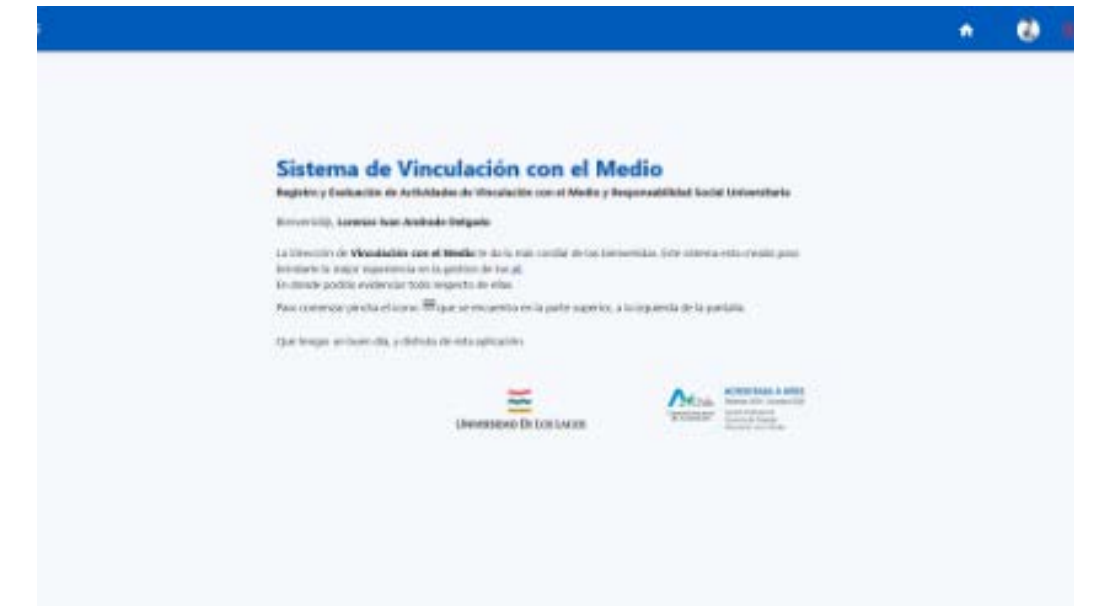 Sistema de Vinculación con el Medio
Registro y Evaluación de Actividades de Vinculación con el Medio y Responsabilidad Social Universitaria
Bienvenid@, Lorenzo Ivan Andrade Delgado
La Dirección de Vinculación con el Medio te da la más cordial de las bienvenidas. Este sistema esta creado para
brindarte la mejor experiencia en la gestión de tus
En donde podrás evidenciar todo respecto de ellas
Para comenzar pincha el icono que se encuentra en la parte superior, a la izquierda de la pantalla.
Que tengas un buen día, y disfruta de esta aplicación.
UNIVERSIDAD DE LOS LAGOS